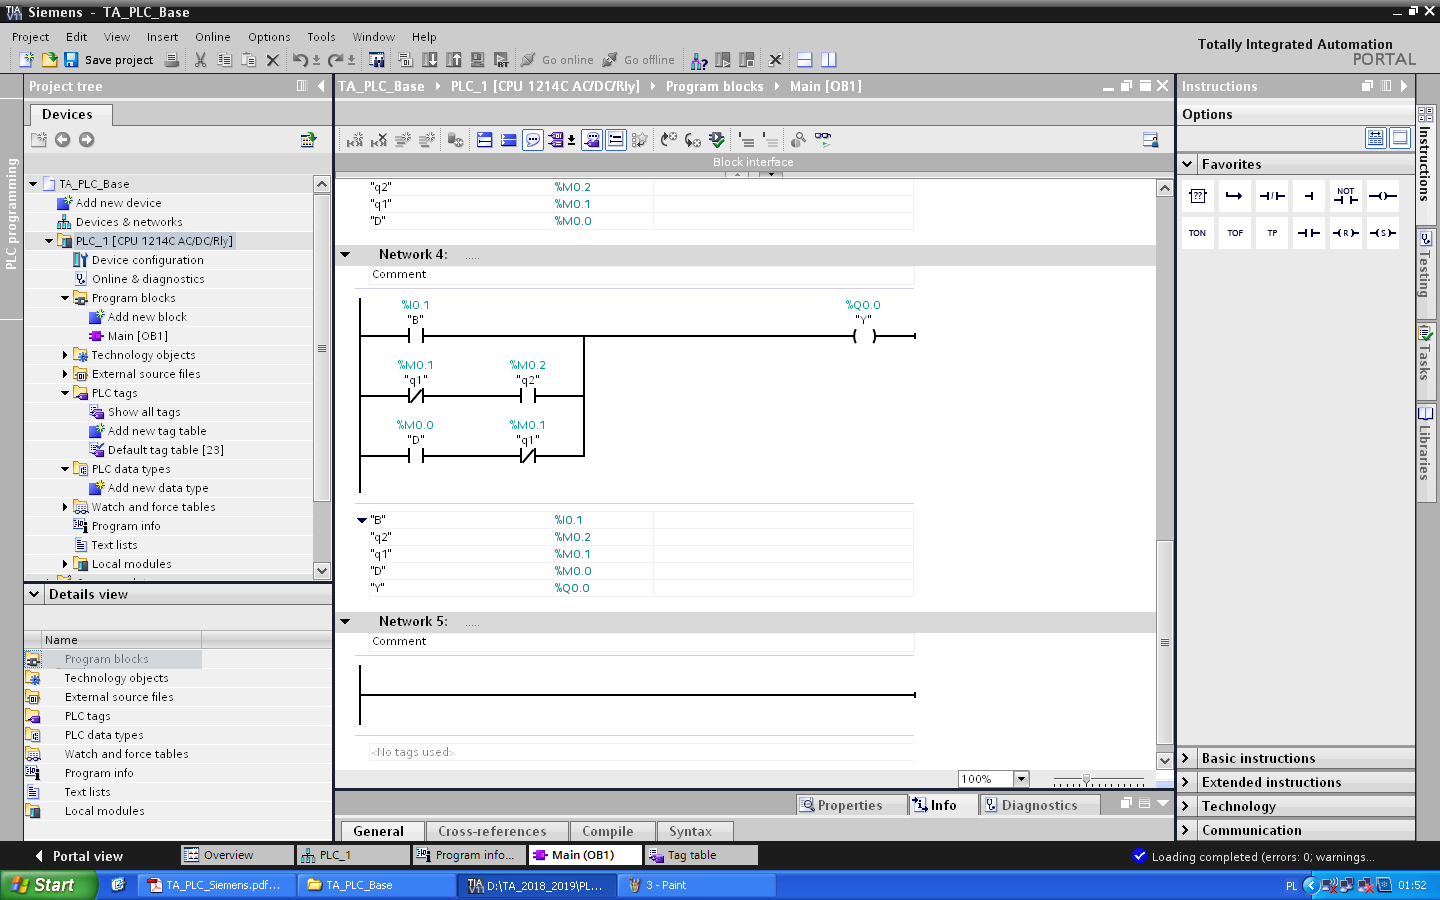 Siemens - TA_PLC_Base
Project Edit View Insert Online Options Tools Window Help
Save project
Go online
Go offline
Totally Integrated Automation
PORTAL
PLC programming
Project tree
Devices
TA_PLC_Base
Add new device
Devices & networks
PLC_1 [CPU 1214C AC/DC/Rly]
Device configuration
Online & diagnostics
Program blocks
Add new block
Main [OB1]
Technology objects
External source files
PLC tags
Show all tags
Add new tag table
Default tag table [23]
PLC data types
Add new data type
Watch and force tables
Program info
Text lists
Local modules
Details view
Name
Program blocks
Technology objects
External source files
PLC tags
PLC data types
Watch and force tables
Program info
Text lists
Local modules
TA_PLC_Base PLC_1 [CPU 1214C AC/DC/Rly] Program blocks Main [OB1]
Block interface
"q2" %M0.2
"q1" %M0.1
"D" %M0.0
Network 4: .....
Comment
%I0.1 %Q0.0
"B" "Y"
%M0.1 %M0.2
"q1" "q2"
%M0.0 %M0.1
"D" "q1"
"B" %I0.1
"q2" %M0.2
"q1" %M0.1
"D" %M0.0
"Y" %Q0.0
Network 5: .....
Comment
<No tags used>
100%
Properties Info Diagnostics
General Cross-references Compile Syntax
Instructions
Options
Favorites
??
NOT
TON TOF TP R S
Basic instructions
Extended instructions
Technology
Communication
Instructions
Testing
Tasks
Libraries
Portal view
Overview
PLC_1
Program info...
Main (OB1)
Tag table
Loading completed (errors: 0; warnings...
Start
TA_PLC_Siemens.pdf...
TA_PLC_Base
D:\TA_2018_2019\PL...
3 - Paint
PL
01:52